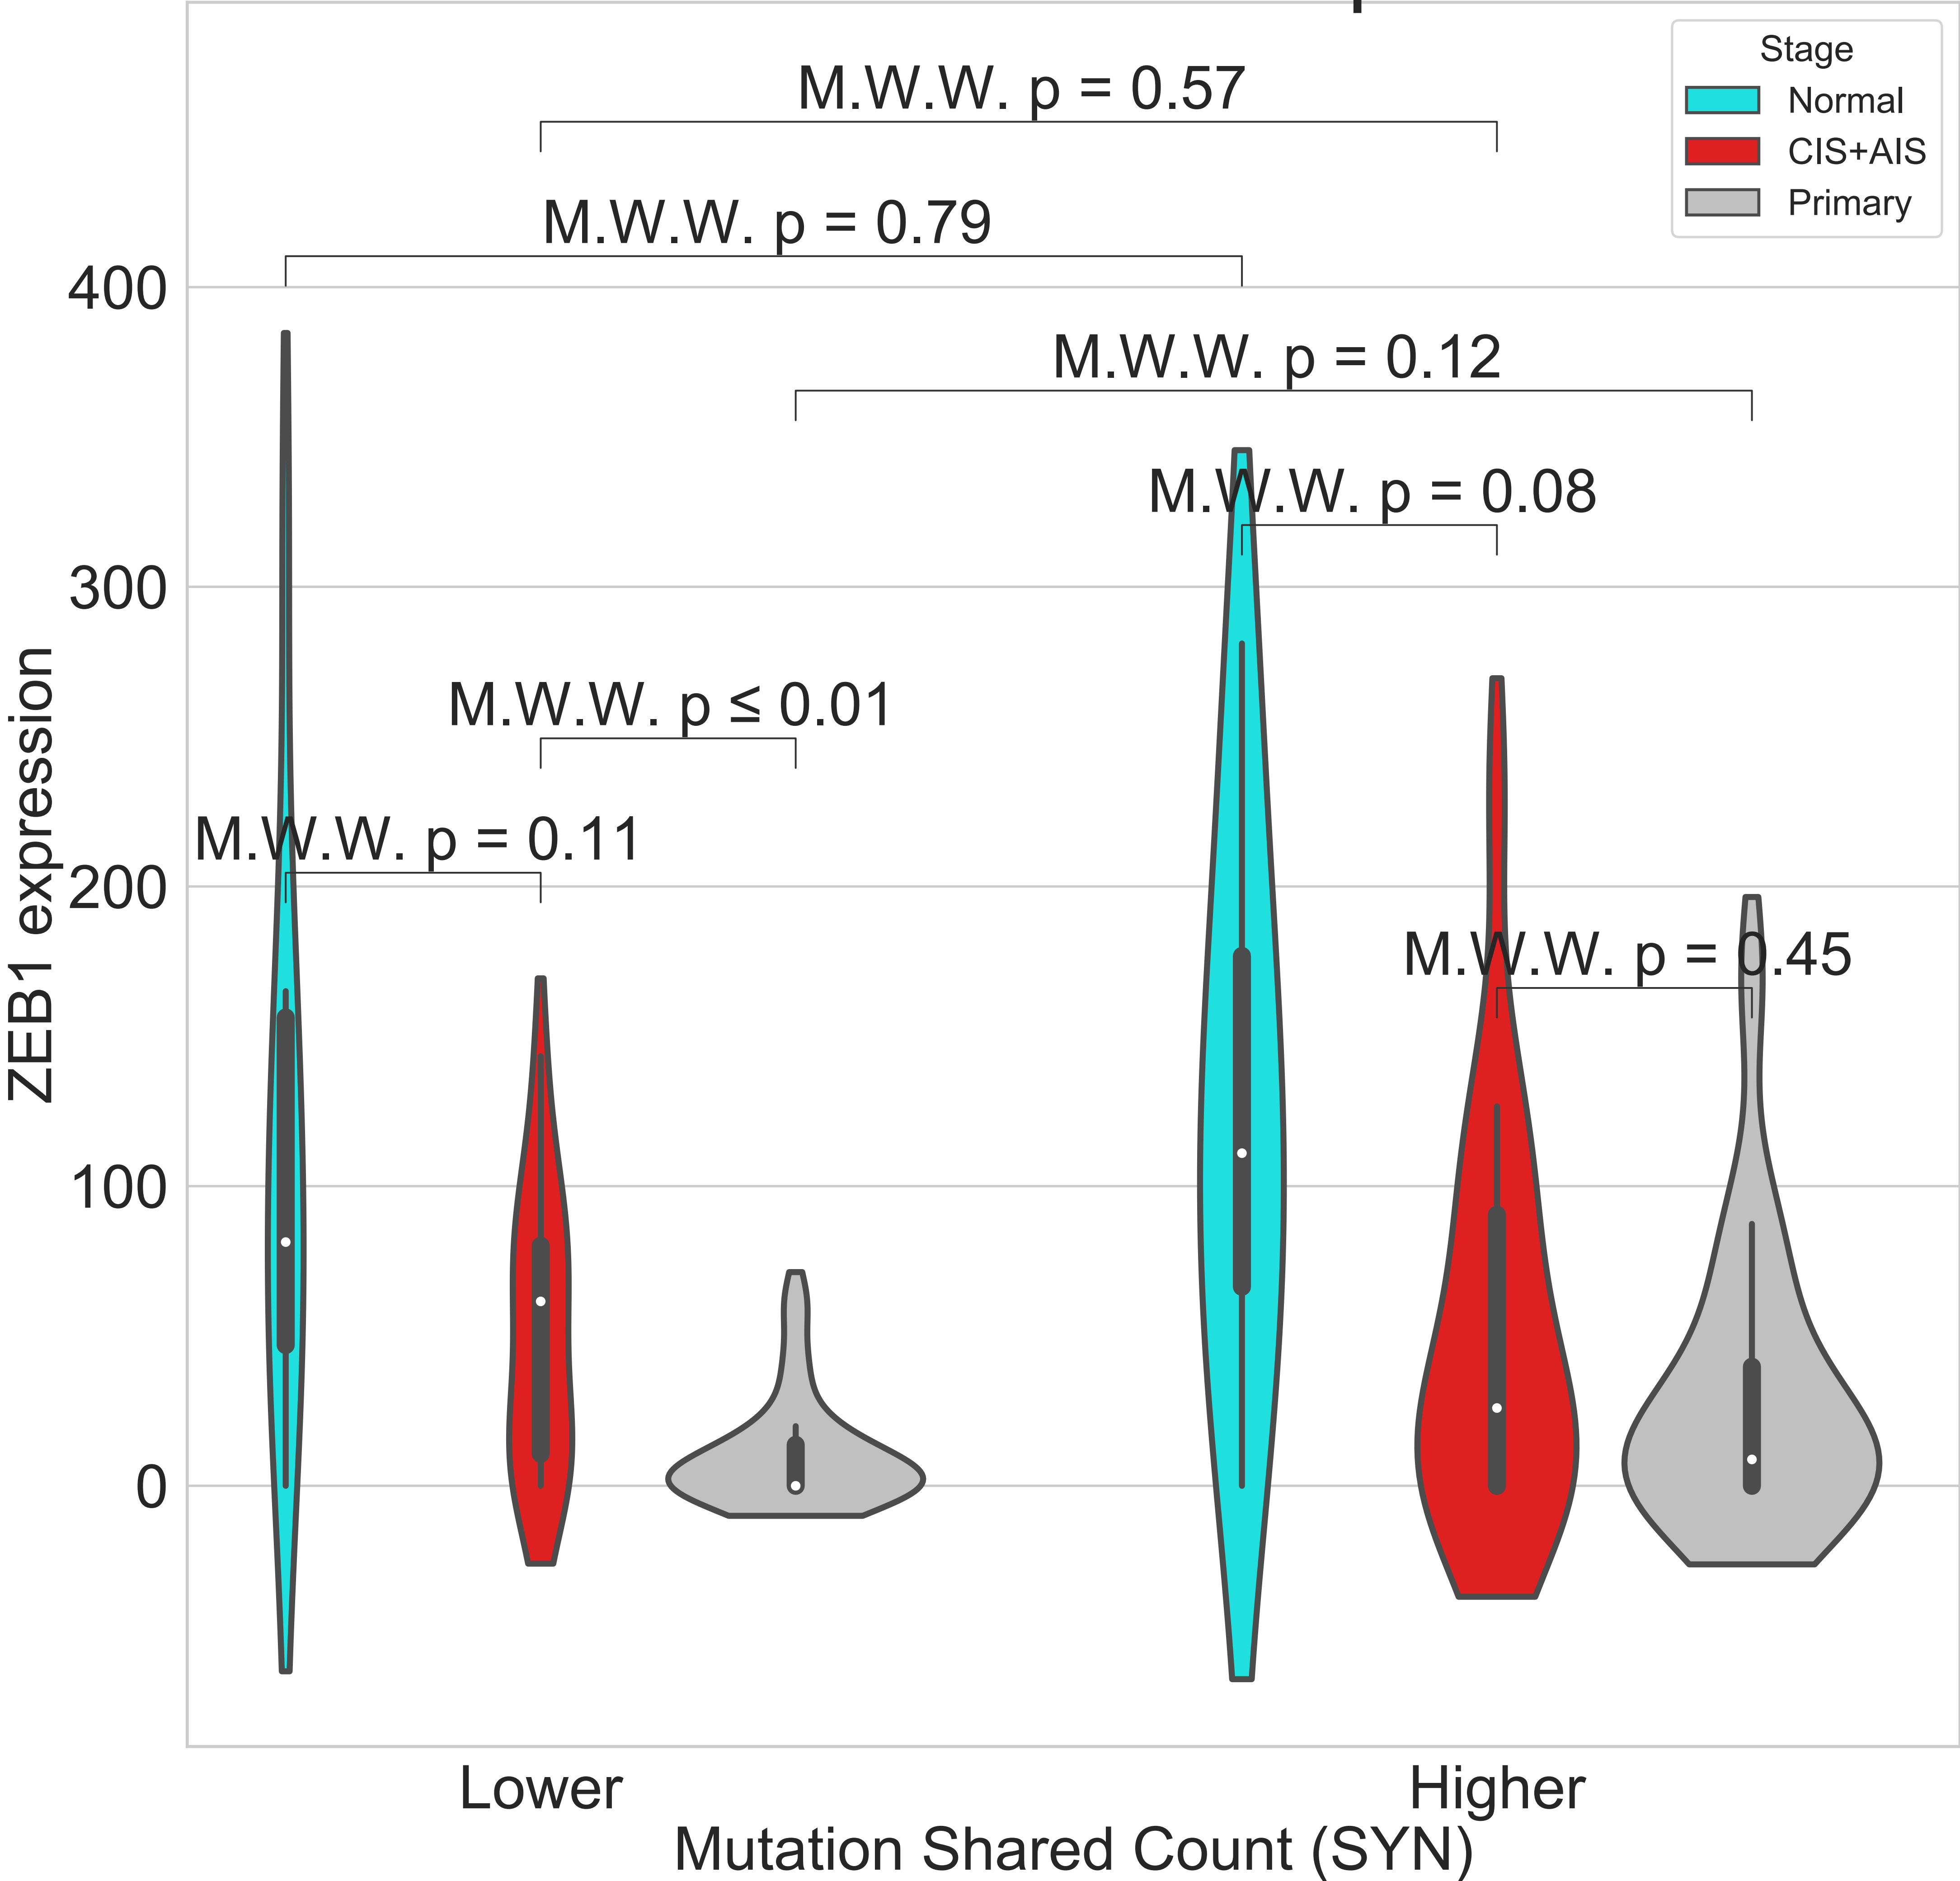 Stage
Normal
CIS+AIS
Primary
M.W.W. p = 0.57
M.W.W. p = 0.79
M.W.W. p = 0.12
M.W.W. p = 0.08
M.W.W. p ≤ 0.01
M.W.W. p = 0.11
M.W.W. p = 0.45
400
300
200
100
0
ZEB1 expression
Lower
Higher
Mutation Shared Count (SYN)